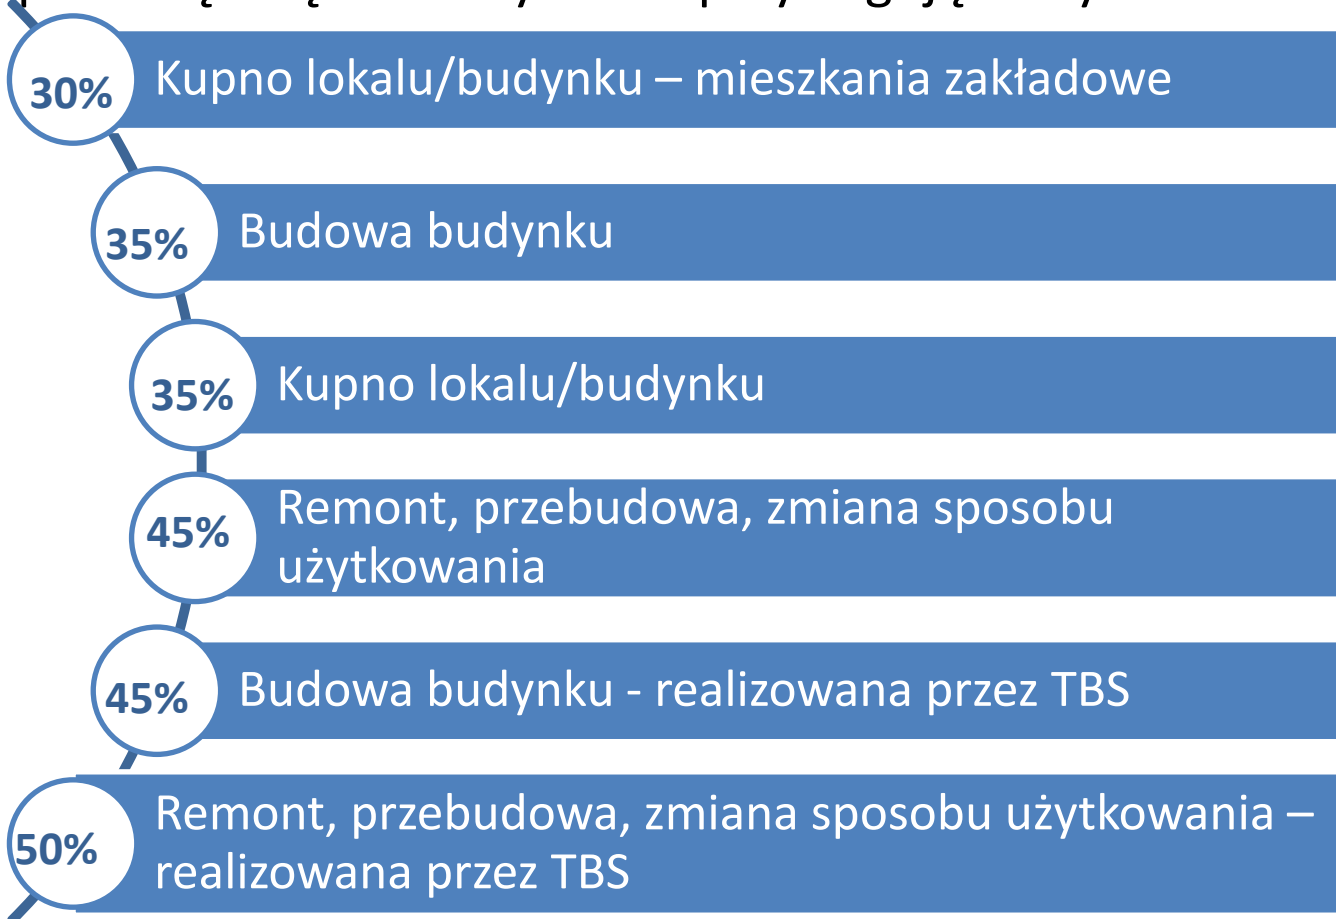 30%
Kupno lokalu/budynku – mieszkania zakładowe
35%
Budowa budynku
35%
Kupno lokalu/budynku
45%
Remont, przebudowa, zmiana sposobu
użytkowania
45%
Budowa budynku - realizowana przez TBS
50%
Remont, przebudowa, zmiana sposobu użytkowania –
realizowana przez TBS